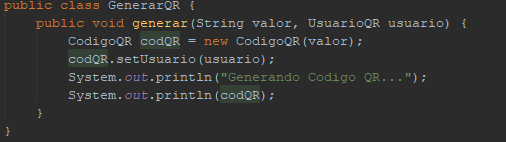 public class GenerarQR {
    public void generar(String valor, UsuarioQR usuario) {
        CodigoQR codQR = new CodigoQR(valor);
        codQR.setUsuario(usuario);
        System.out.println("Generando Codigo QR...");
        System.out.println(codQR);
    }
}